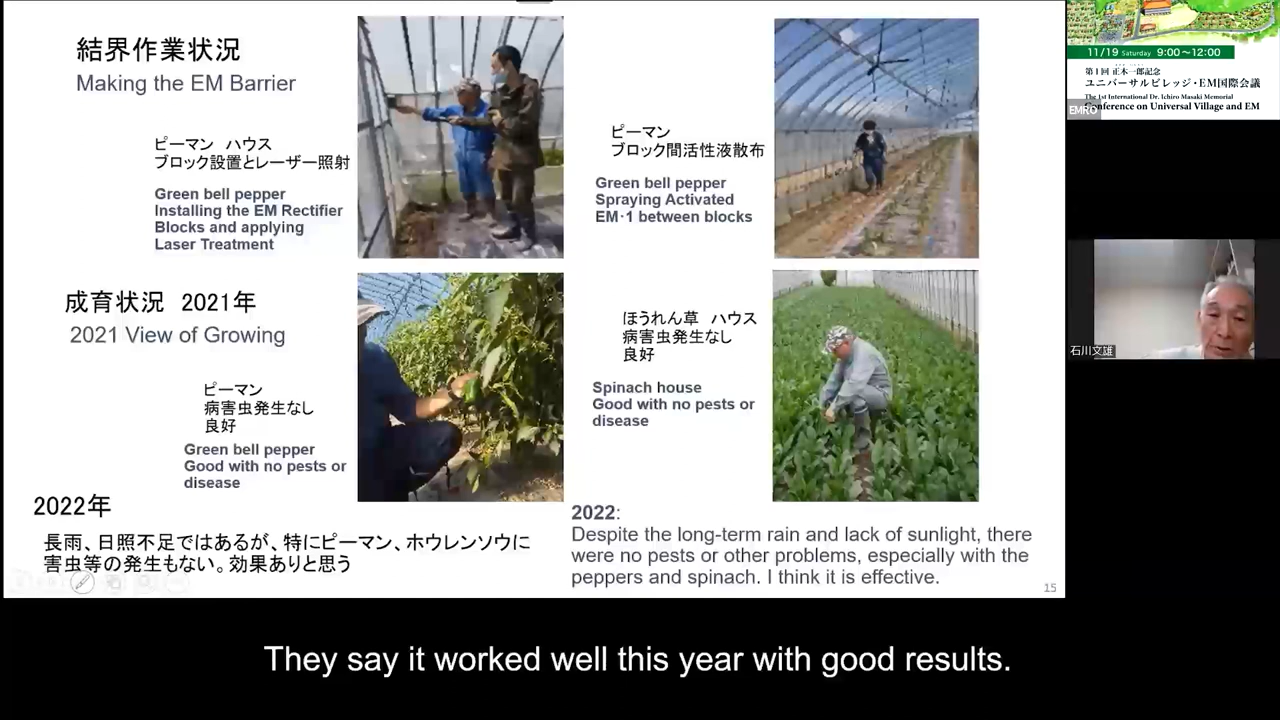 結界作業状況
Making the EM Barrier
ピーマン ハウス
ブロック設置とレーザー照射
Green bell pepper
Installing the EM Rectifier
Blocks and applying
Laser Treatment
ピーマン
ブロック間活性液散布
Green bell pepper
Spraying Activated
EM・1 between blocks
成育状況 2021年
2021 View of Growing
ピーマン
病害虫発生なし
良好
Green bell pepper
Good with no pests or
disease
ほうれん草 ハウス
病害虫発生なし
良好
Spinach house
Good with no pests or
disease
2022年
長雨、日照不足ではあるが、特にピーマン、ホウレンソウに
害虫等の発生もない。効果ありと思う
2022:
Despite the long-term rain and lack of sunlight, there
were no pests or other problems, especially with the
peppers and spinach. I think it is effective.
15
11/19 Saturday 9:00～12:00
第1回 正木一郎記念
ユニバーサルビレッジ・EM国際会議
The 1st International Dr. Ichiro Masaki Memorial
Conference on Universal Village and EM
EMRO
石川文雄
They say it worked well this year with good results.